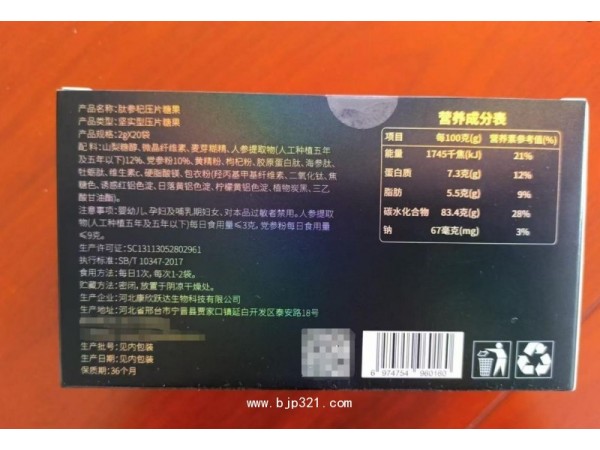 产品名称: 肽参杞压片糖果
产品类型: 坚实型压片糖果
产品规格: 2g×20袋
配料: 山梨糖醇、微晶纤维素、麦芽糊精、人参提取物(人工种植五年及五年以下)12%、党参粉10%、黄精粉、枸杞粉、胶原蛋白肽、海参肽、
牡蛎肽、维生素c、硬脂酸镁、包衣粉(羟丙基甲基纤维素、二氧化钛、焦
糖色、诱惑红铝色淀、日落黄铝色淀、柠檬黄铝色淀、植物炭黑、三乙
酸甘油酯)。
注意事项: 婴幼儿、孕妇及哺乳期妇女、对本品过敏者禁用。人参提取
物(人工种植五年及五年以下)每日食用量≤3克。党参粉每日食用量
≤9克。
生产许可证: SC13113052802961
执行标准: SB/T 10347-2017
食用方法: 每日1次, 每次1-2袋。
贮藏方法: 密闭, 放置于阴凉干燥处。
生产企业: 河北康欣跃达生物科技有限公司
生产地址: 河北省邢台市宁晋县贾家口镇延白开发区泰安路18号
生产批号: 见内包装
生产日期: 见内包装
保质期: 36个月
营养成分表
项目 每100克(g) 营养素参考值(%)
能量 1745千焦(kJ) 21%
蛋白质 7.3克(g) 12%
脂肪 5.5克(g) 9%
碳水化合物 83.4克(g) 28%
钠 67毫克(mg) 3%
6 974754 960160
www.bjp321.com